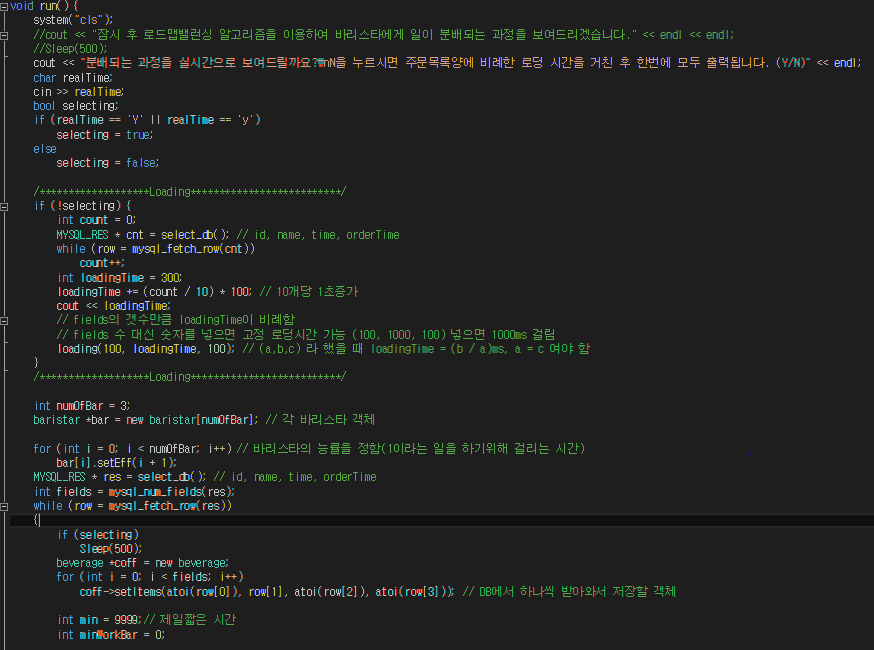 void run() {
system("cls");
//cout << "잠시 후 로드맵밸런싱 알고리즘을 이용하여 바리스타에게 일이 분배되는 과정을 보여드리겠습니다." << endl << endl;
//Sleep(500);
cout << "분배되는 과정을 실시간으로 보여드릴까요?\nN을 누르시면 주문목록양에 비례한 로딩 시간을 거친 후 한번에 모두 출력됩니다. (Y/N)" << endl;
char realTime;
cin >> realTime;
bool selecting;
if (realTime == 'Y' || realTime == 'y')
selecting = true;
else
selecting = false;
/*******************Loading**************************/
if (!selecting) {
int count = 0;
MYSQL_RES * cnt = select_db(); // id, name, time, orderTime
while (row = mysql_fetch_row(cnt))
count++;
int loadingTime = 300;
loadingTime += (count / 10) * 100; // 10개당 1초증가
cout << loadingTime;
// fields의 갯수만큼 loadingTime이 비례함
// fields 수 대신 숫자를 넣으면 고정 로딩시간 가능 (100, 1000, 100) 넣으면 1000ms 걸림
loading(100, loadingTime, 100); // (a,b,c) 라 했을 때 loadingTime = (b / a)ms, a = c 여야 함
}
/*******************Loading**************************/
int numOfBar = 3;
baristar *bar = new baristar[numOfBar]; // 각 바리스타 객체
for (int i = 0; i < numOfBar; i++) // 바리스타의 능률을 정함(1이라는 일을 하기위해 걸리는 시간)
bar[i].setEff(i + 1);
MYSQL_RES * res = select_db(); // id, name, time, orderTime
int fields = mysql_num_fields(res);
while (row = mysql_fetch_row(res))
{
if (selecting)
Sleep(500);
beverage *coff = new beverage;
for (int i = 0; i < fields; i++)
coff->setItems(atoi(row[0]), row[1], atoi(row[2]), atoi(row[3])); // DB에서 하나씩 받아와서 저장할 객체
int min = 9999;// 제일짧은 시간
int minWorkBar = 0;